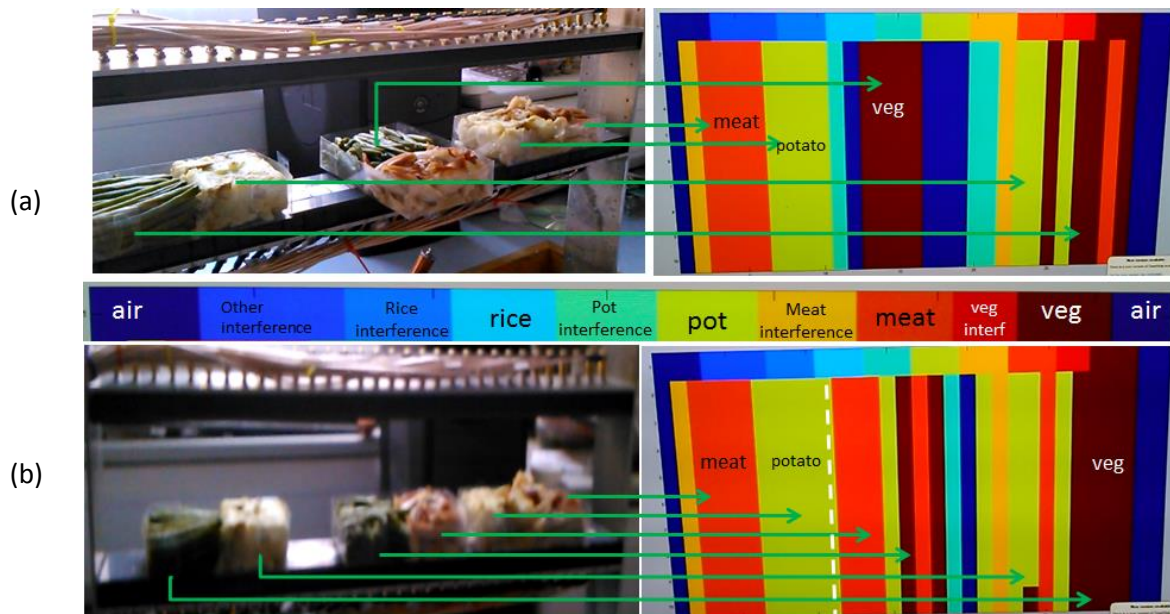 (a)
meat
veg
potato
air
Other
interference
Rice
interference
rice
Pot
interference
pot
Meat
interference
meat
veg
interf
veg
air
(b)
meat
potato
veg